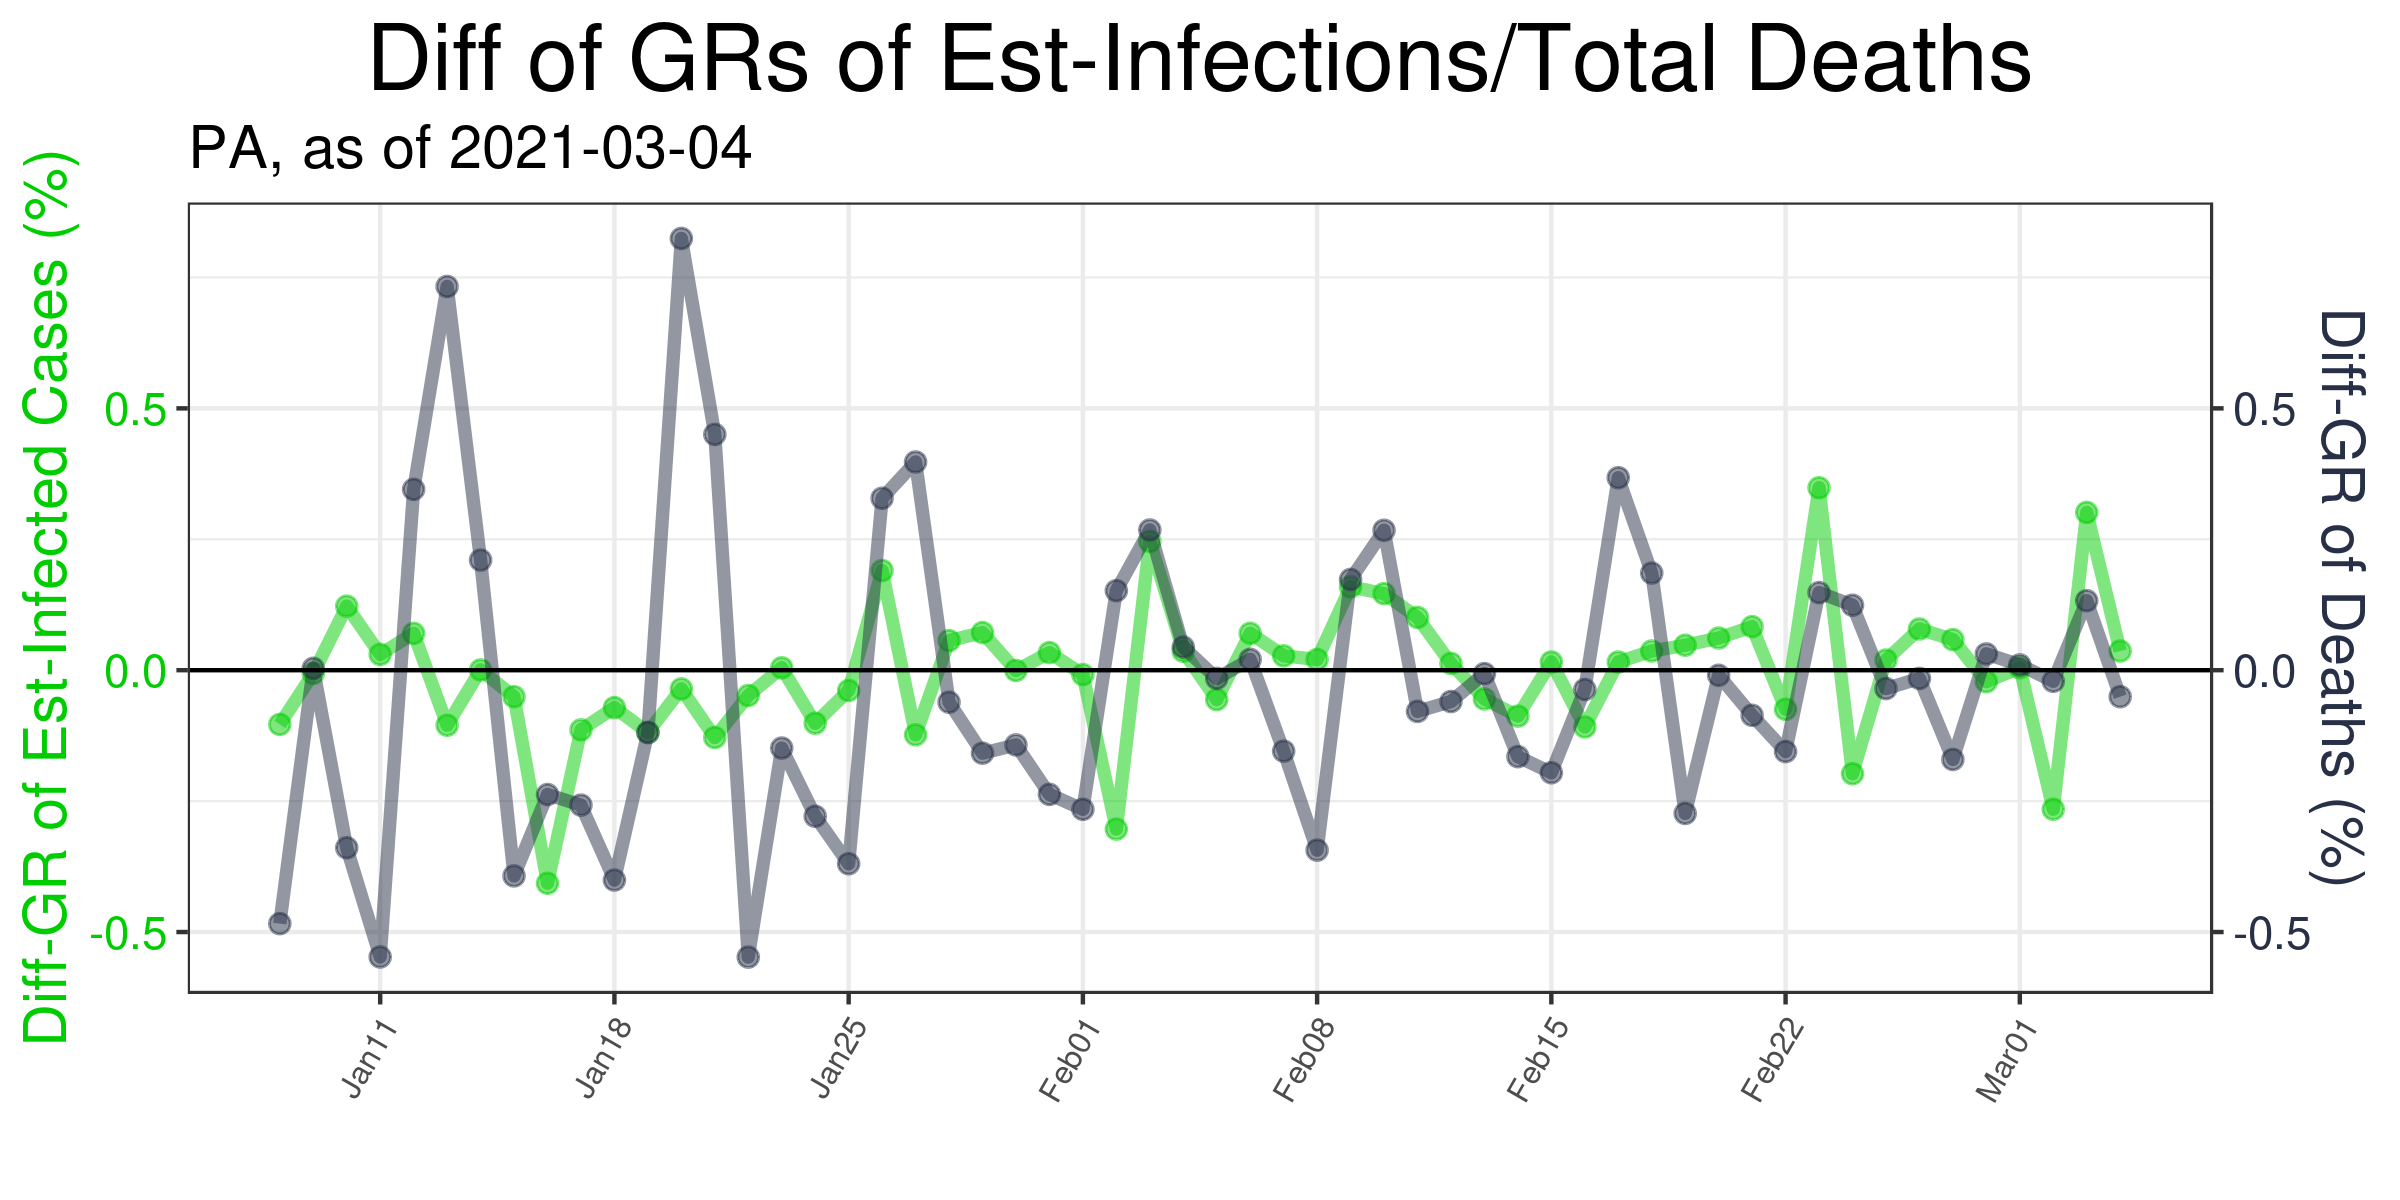 Diff of GRs of Est-Infections/Total Deaths
PA, as of 2021-03-04
Diff-GR of Est-Infected Cases (%)
0.5
0.0
-0.5
0.5
0.0
-0.5
Diff-GR of Deaths (%)
Jan11
Jan18
Jan25
Feb01
Feb08
Feb15
Feb22
Mar01